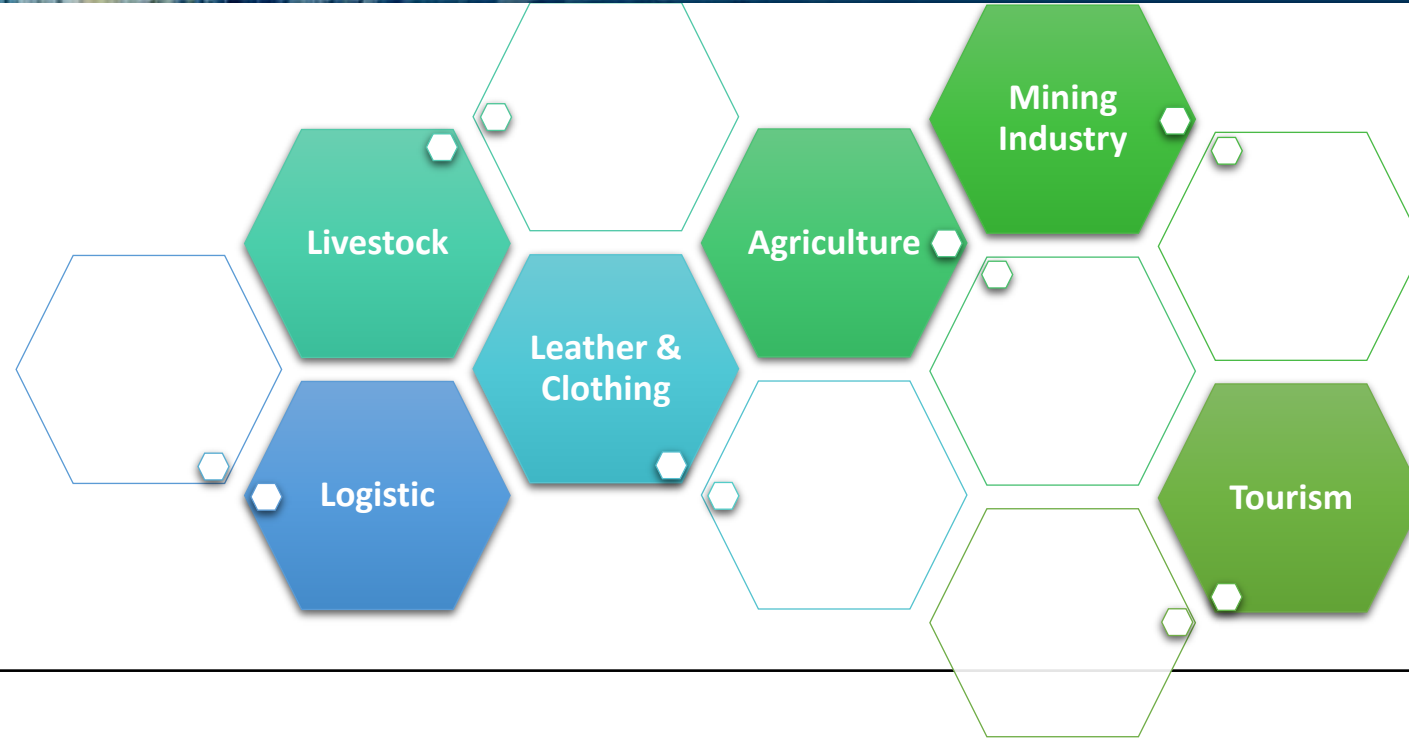 Mining
Industry
Livestock
Agriculture
Leather &
Clothing
Logistic
Tourism